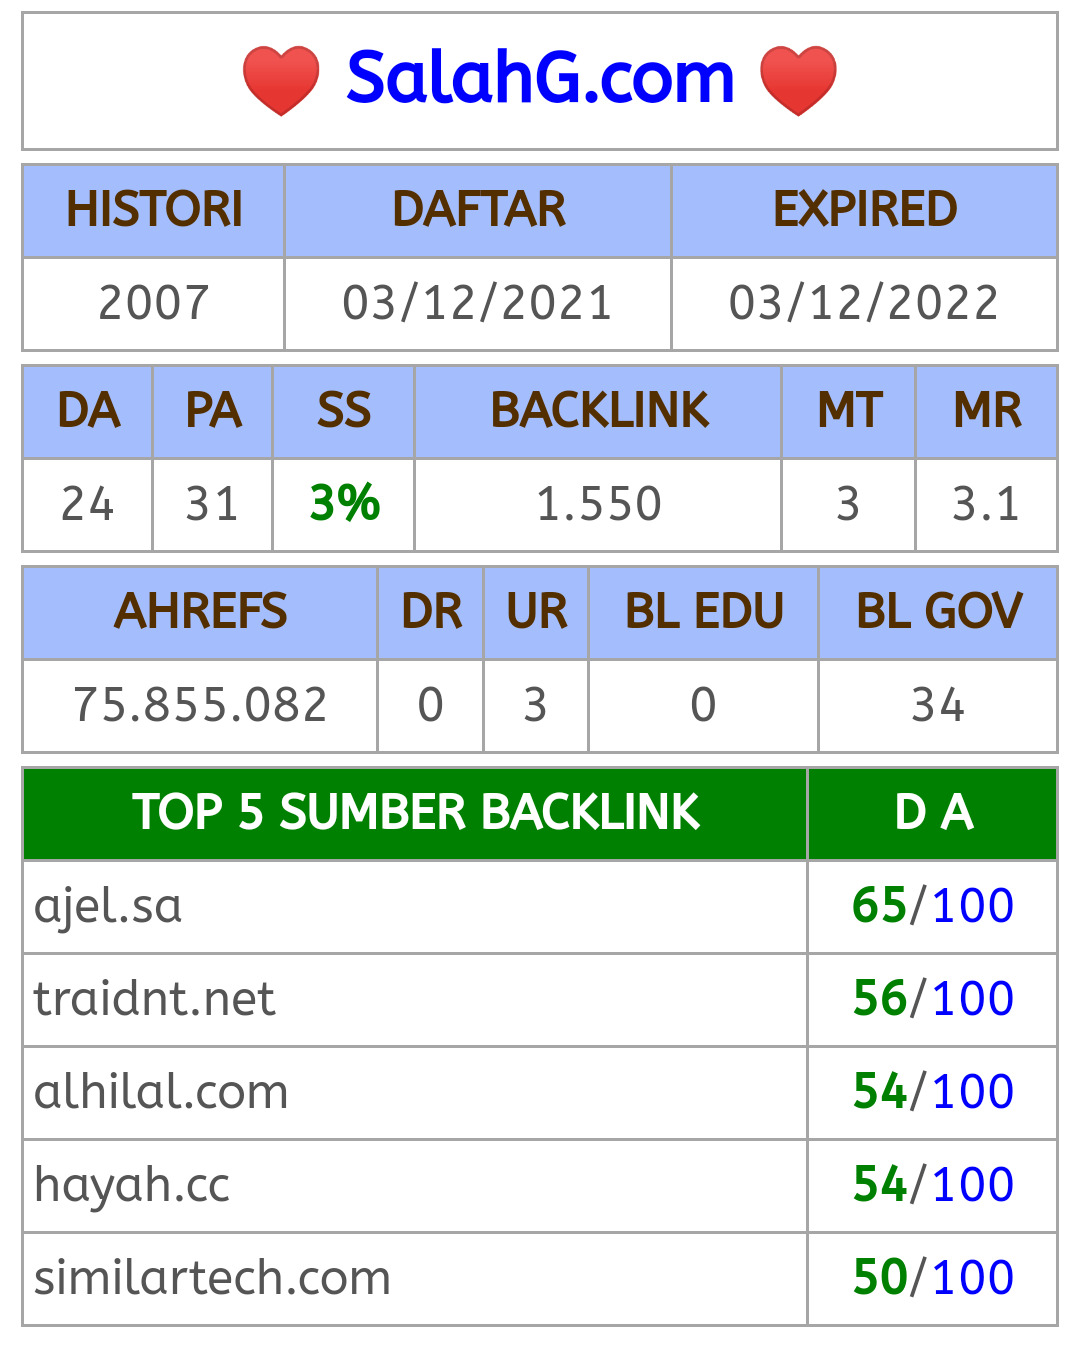 ♥ SalahG.com ♥
HISTORI DAFTAR EXPIRED
2007 03/12/2021 03/12/2022
DA PA SS BACKLINK MT MR
24 31 3% 1.550 3 3.1
AHREFS DR UR BL EDU BL GOV
75.855.082 0 3 0 34
TOP 5 SUMBER BACKLINK D A
ajel.sa 65/100
traidnt.net 56/100
alhilal.com 54/100
hayah.cc 54/100
similartech.com 50/100